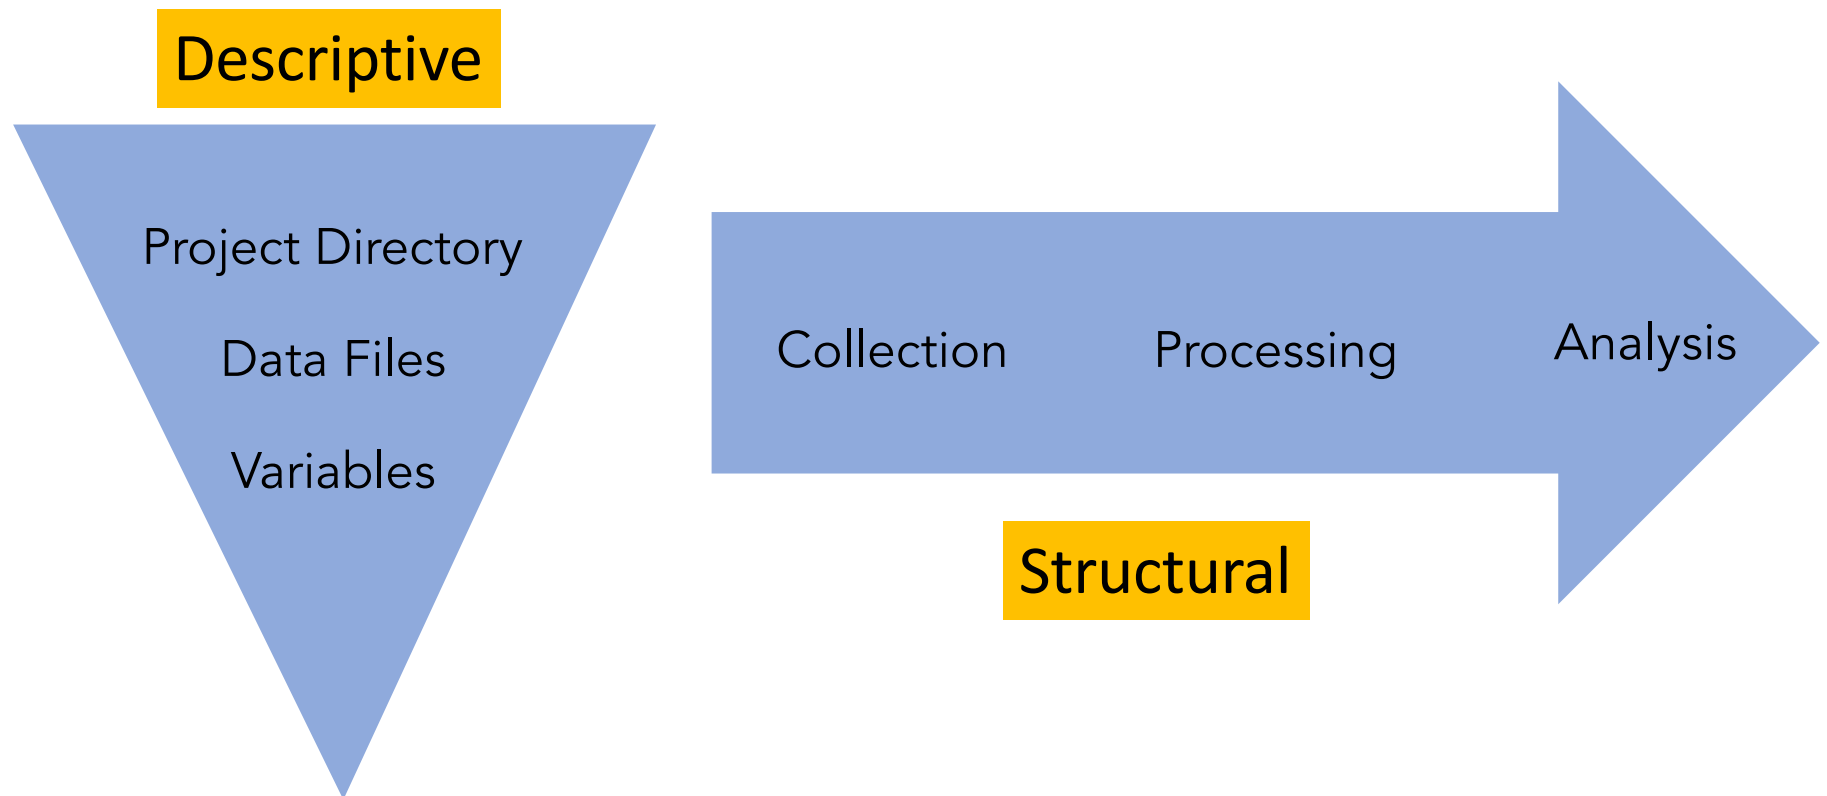 Descriptive
Project Directory
Data Files
Variables
Collection
Processing
Analysis
Structural